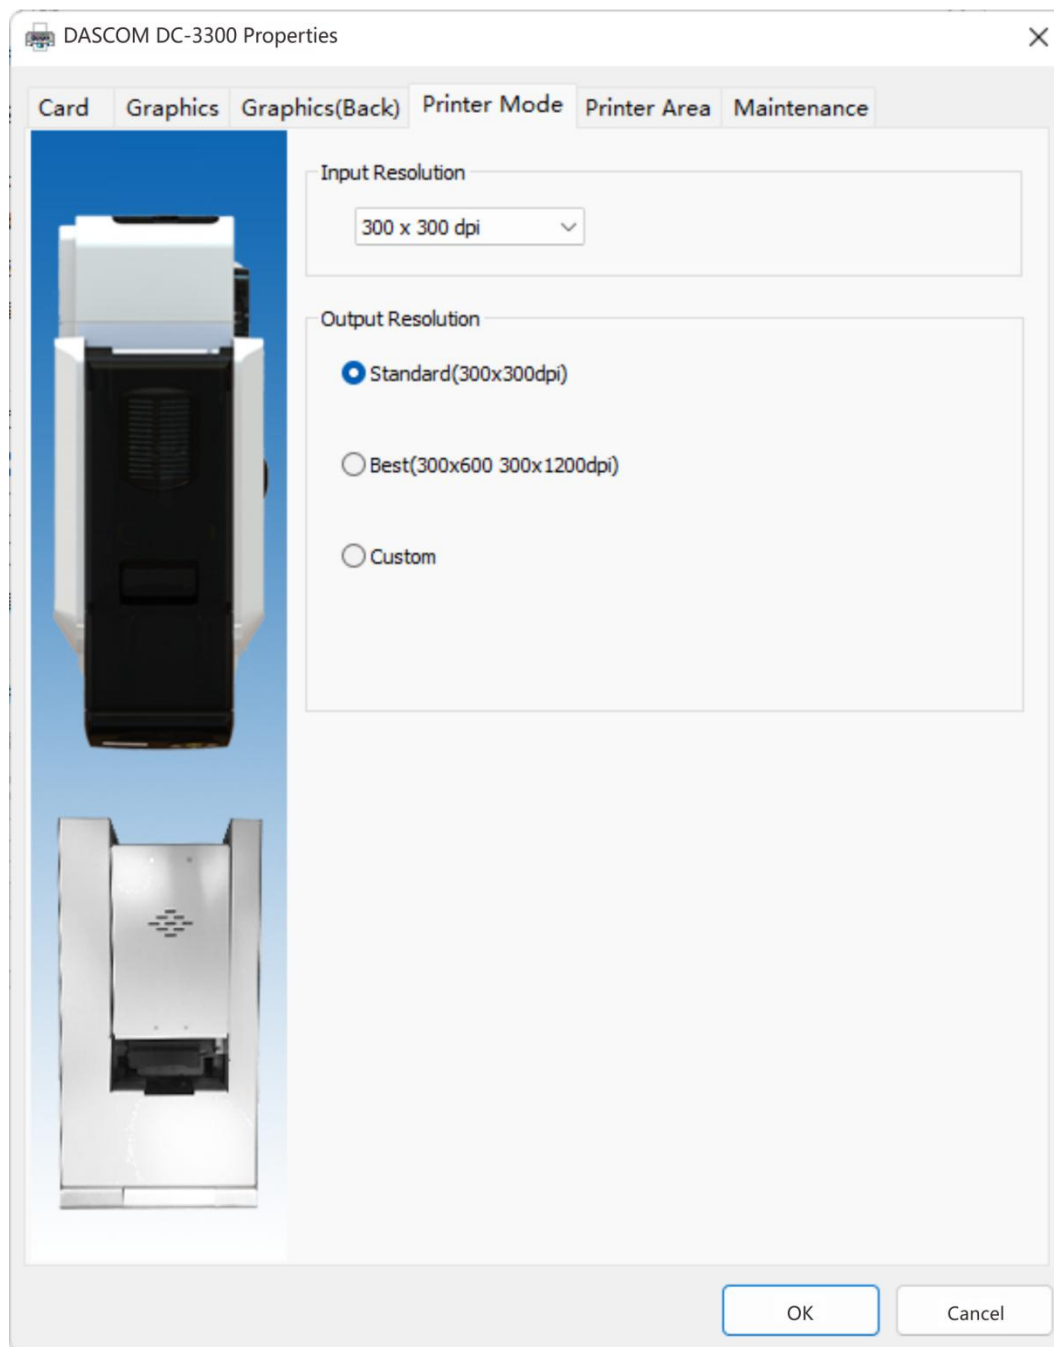 DASCOM DC-3300 Properties
Card Graphics Graphics(Back) Printer Mode Printer Area Maintenance
Input Resolution
300 x 300 dpi
Output Resolution
Standard(300x300dpi)
Best(300x600 300x1200dpi)
Custom
OK Cancel